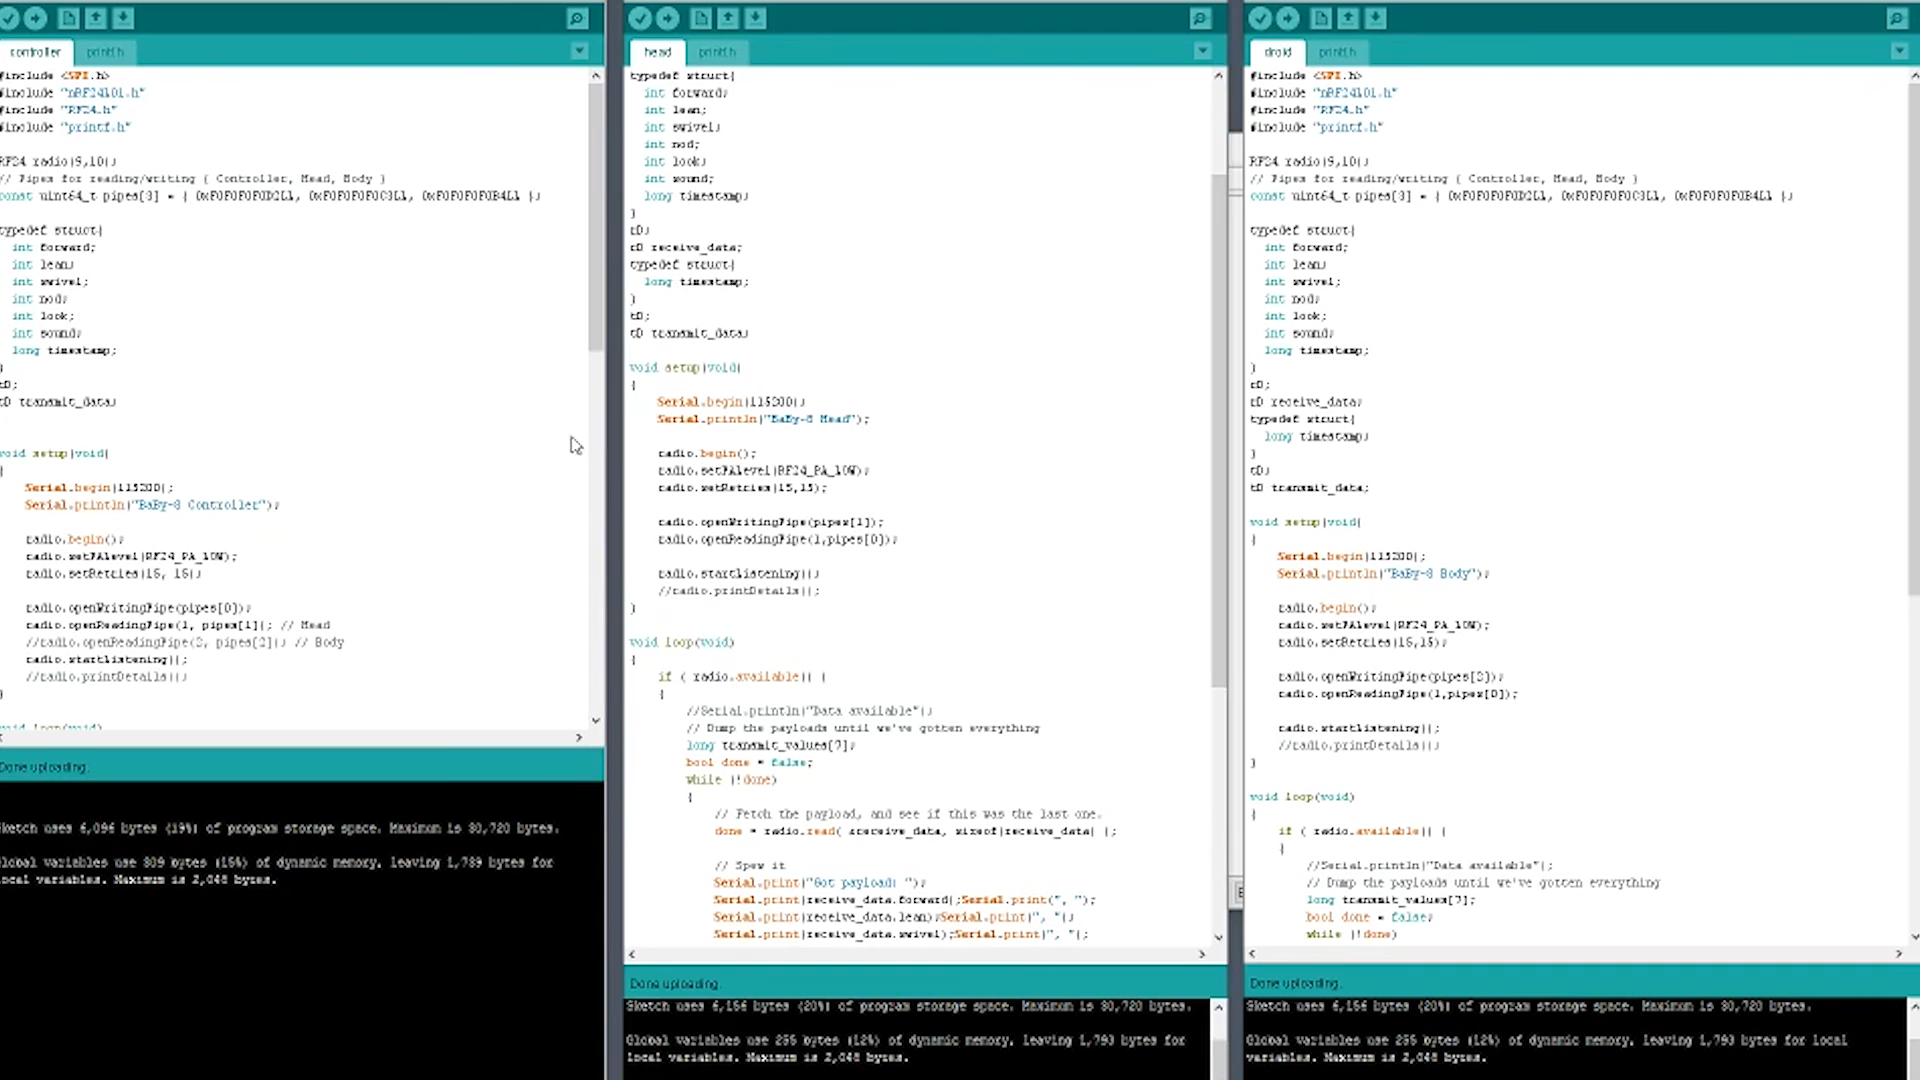 controller printf.h
#include <SPI.h>
#include "nRF24L01.h"
#include "RF24.h"
#include "printf.h"
RF24 radio(9,10);
// Pipes for reading/writing { Controller, Head, Body }
const uint64_t pipes[3] = { 0xF0F0F0F0D2LL, 0xF0F0F0F0C3LL, 0xF0F0F0F0B4LL };
typedef struct{
int forward;
int lean;
int swivel;
int nod;
int look;
int sound;
long timestamp;
}
tD;
tD transmit_data;
void setup(void)
{
Serial.begin(115200);
Serial.println("BaBy-8 Controller");
radio.begin();
radio.setPALevel(RF24_PA_LOW);
radio.setRetries(15, 15);
radio.openWritingPipe(pipes[0]);
radio.openReadingPipe(1, pipes[1]); // Head
//radio.openReadingPipe(2, pipes[2]); // Body
radio.startListening();
//radio.printDetails();
}
void loop(void)
Done uploading.
Sketch uses 6,096 bytes (19%) of program storage space. Maximum is 30,720 bytes.
Global variables use 309 bytes (15%) of dynamic memory, leaving 1,739 bytes for
local variables. Maximum is 2,048 bytes.
head printf.h
typedef struct{
int forward;
int lean;
int swivel;
int nod;
int look;
int sound;
long timestamp;
}
rD;
rD receive_data;
typedef struct{
long timestamp;
}
tD;
tD transmit_data;
void setup(void)
{
Serial.begin(115200);
Serial.println("BaBy-8 Head");
radio.begin();
radio.setPALevel(RF24_PA_LOW);
radio.setRetries(15,15);
radio.openWritingPipe(pipes[1]);
radio.openReadingPipe(1,pipes[0]);
radio.startListening();
//radio.printDetails();
}
void loop(void)
{
if ( radio.available() )
{
//Serial.println("Data available");
// Dump the payloads until we've gotten everything
long transmit_values[7];
bool done = false;
while (!done)
{
// Fetch the payload, and see if this was the last one.
done = radio.read( &receive_data, sizeof(receive_data) );
// Spew it
Serial.print("Got payload: ");
Serial.print(receive_data.forward);Serial.print(", ");
Serial.print(receive_data.lean);Serial.print(", ");
Serial.print(receive_data.swivel);Serial.print(", ");
Done uploading.
Sketch uses 6,156 bytes (20%) of program storage space. Maximum is 30,720 bytes.
Global variables use 255 bytes (12%) of dynamic memory, leaving 1,793 bytes for
local variables. Maximum is 2,048 bytes.
droid printf.h
#include <SPI.h>
#include "nRF24L01.h"
#include "RF24.h"
#include "printf.h"
RF24 radio(9,10);
// Pipes for reading/writing { Controller, Head, Body }
const uint64_t pipes[3] = { 0xF0F0F0F0D2LL, 0xF0F0F0F0C3LL, 0xF0F0F0F0B4LL };
typedef struct{
int forward;
int lean;
int swivel;
int nod;
int look;
int sound;
long timestamp;
}
rD;
rD receive_data;
typedef struct{
long timestamp;
}
tD;
tD transmit_data;
void setup(void)
{
Serial.begin(115200);
Serial.println("BaBy-8 Body");
radio.begin();
radio.setPALevel(RF24_PA_LOW);
radio.setRetries(15,15);
radio.openWritingPipe(pipes[2]);
radio.openReadingPipe(1,pipes[0]);
radio.startListening();
//radio.printDetails();
}
void loop(void)
{
if ( radio.available() )
{
//Serial.println("Data available");
// Dump the payloads until we've gotten everything
long transmit_values[7];
bool done = false;
while (!done)
Done uploading.
Sketch uses 6,156 bytes (20%) of program storage space. Maximum is 30,720 bytes.
Global variables use 255 bytes (12%) of dynamic memory, leaving 1,793 bytes for local
variables. Maximum is 2,048 bytes.